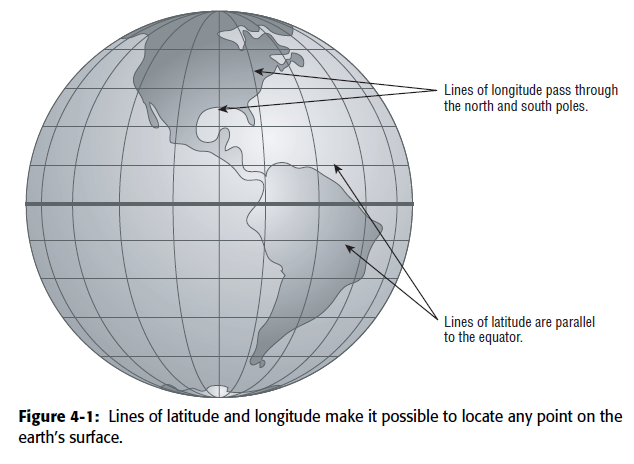 Lines of longitude pass through
the north and south poles.
Lines of latitude are parallel
to the equator.
Figure 4-1: Lines of latitude and longitude make it possible to locate any point on the
earth's surface.